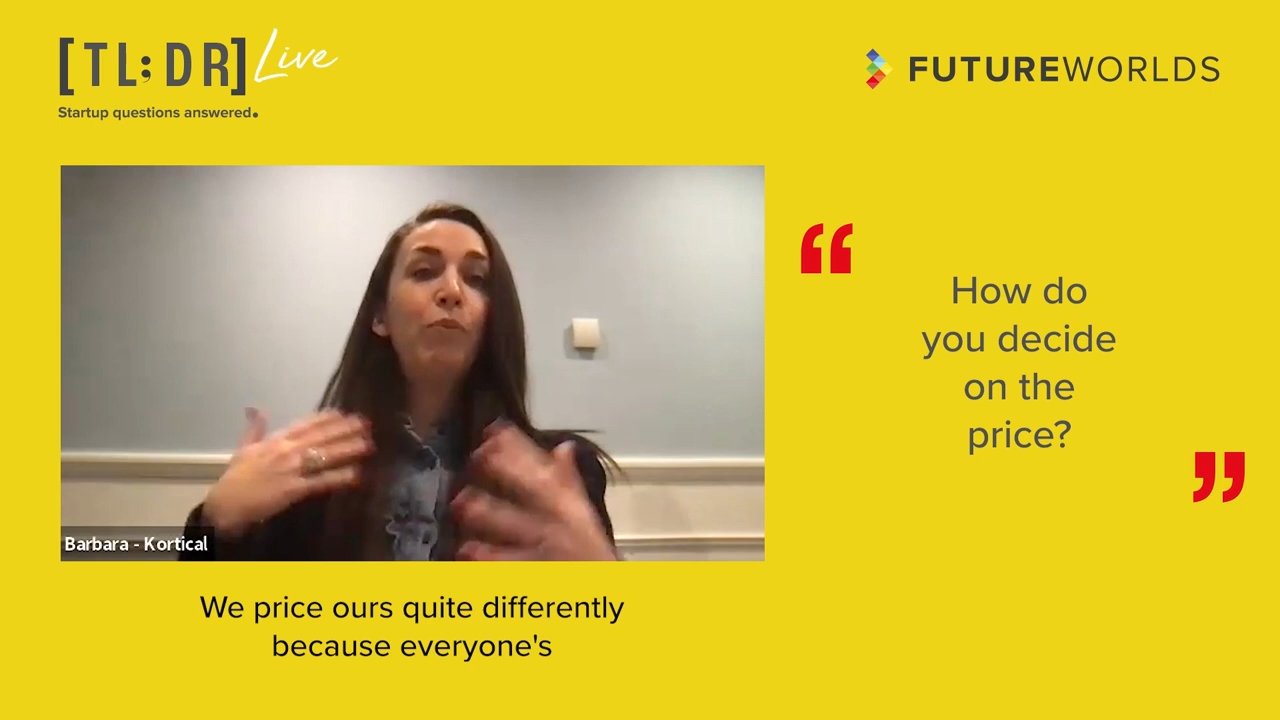 [TL;DR] Live
Startup questions answered.
FUTUREWORLDS
“
How do
you decide
on the
price?
”
Barbara - Kortical
We price ours quite differently
because everyone's